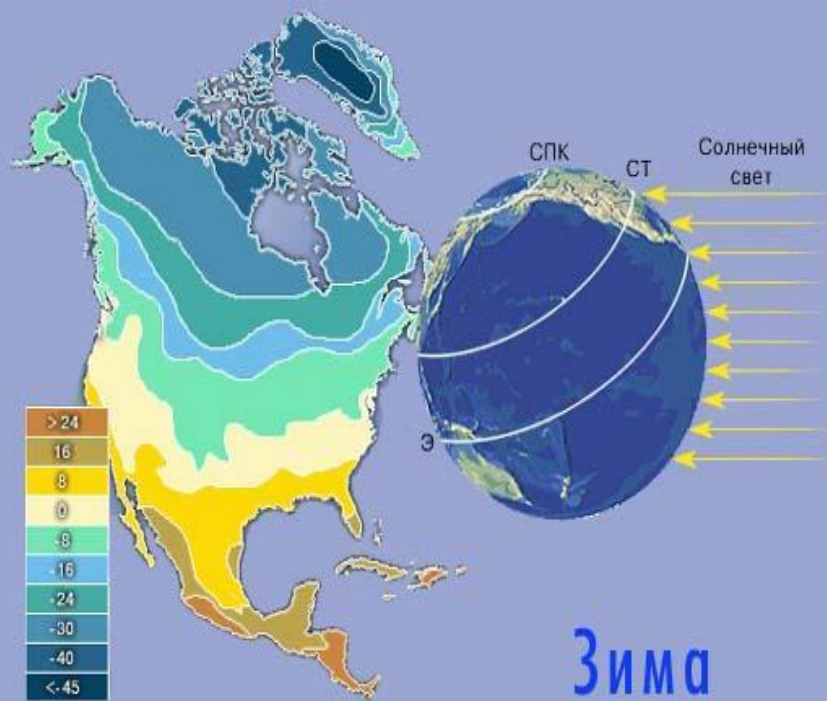 СПК
СТ
Солнечный
свет
Э
>24
16
8
0
-8
-16
-24
-30
-40
<-45
Зима